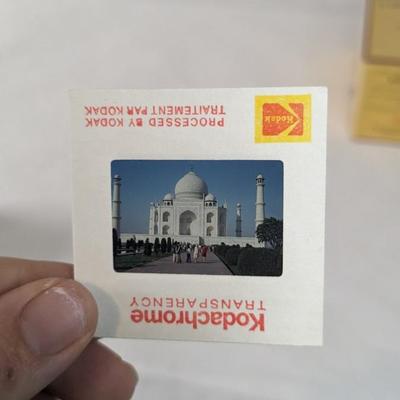 Kodachrome
TRANSPARENCY
PROCESSED BY KODAK
TRAITEMENT PAR KODAK
Kodak